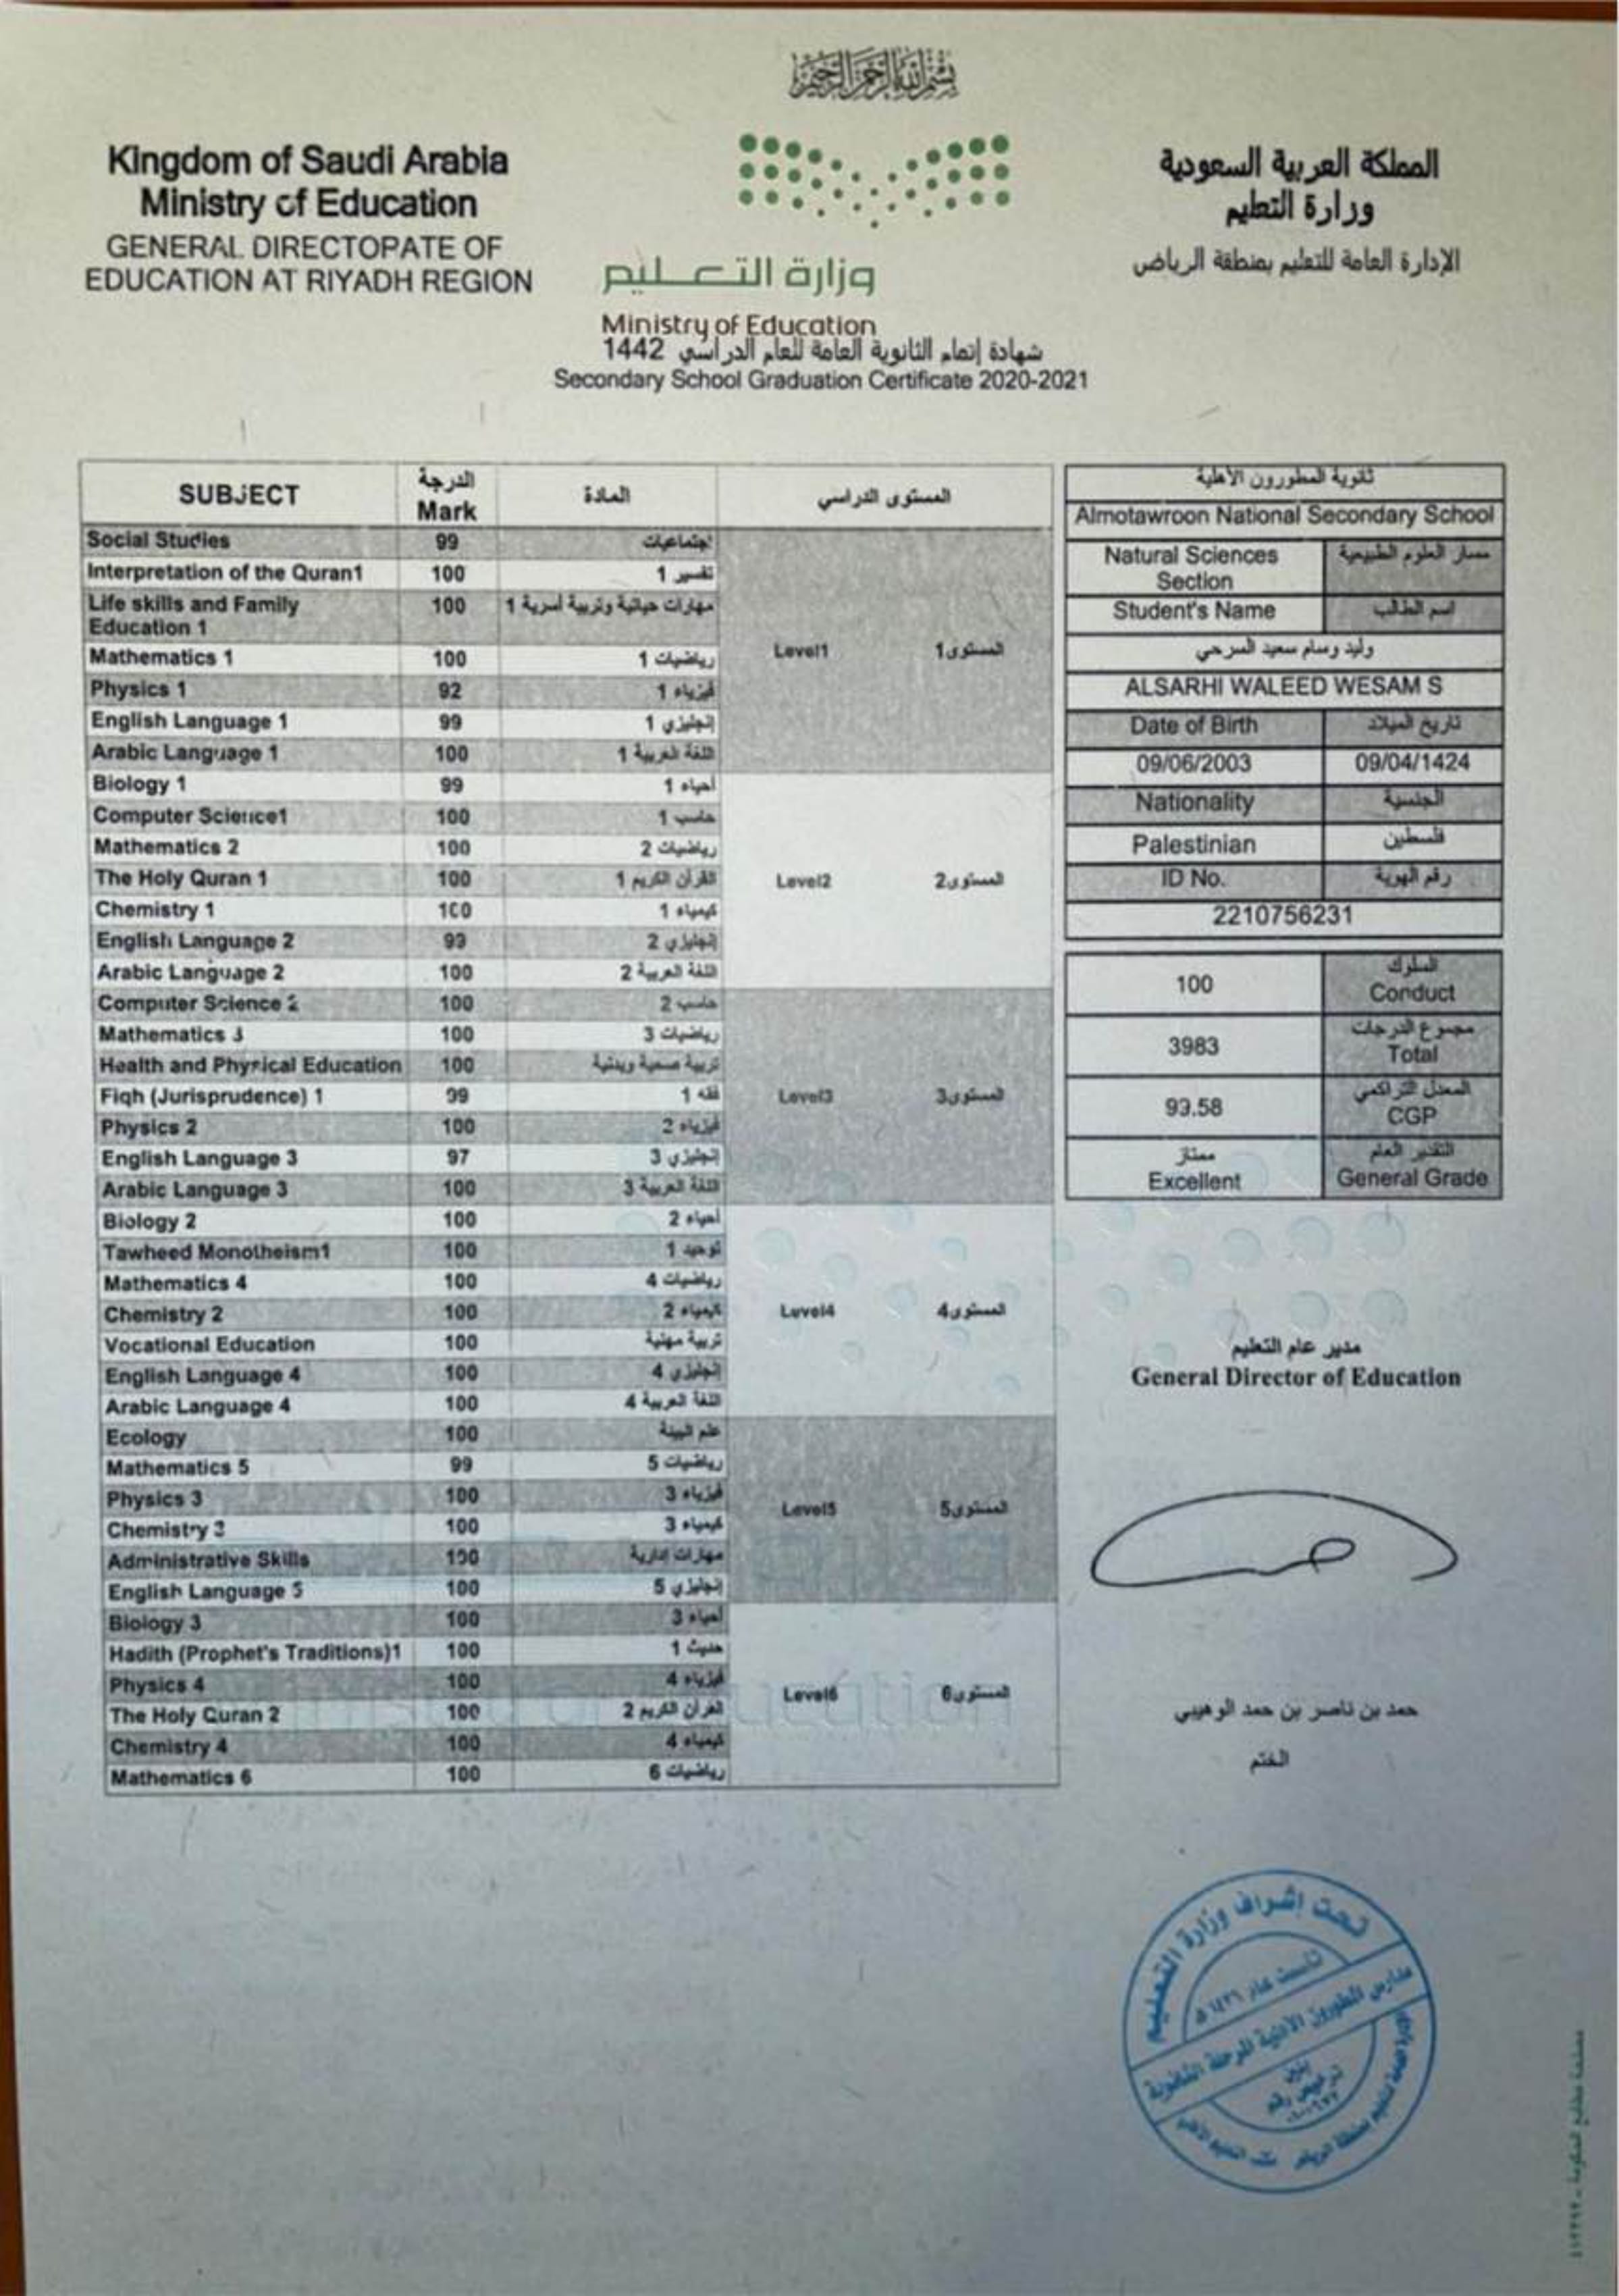 بسم الله الرحمن الرحيم
Kingdom of Saudi Arabia
Ministry of Education
GENERAL DIRECTOPATE OF
EDUCATION AT RIYADH REGION
وزارة التعليم
Ministry of Education
المملكة العربية السعودية
وزارة التعليم
الإدارة العامة للتعليم بمنطقة الرياض
شهادة إتمام الثانوية العامة للعام الدراسي 1442
Secondary School Graduation Certificate 2020-2021
SUBJECT الدرجة Mark المادة المستوى الدراسي
Social Studies 99 اجتماعيات
Interpretation of the Quran1 100 تفسير 1
Life skills and Family Education 1 100 مهارات حياتية وتربية أسرية 1
Mathematics 1 100 رياضيات 1
Level1 المستوى1
Physics 1 92 فيزياء 1
English Language 1 99 إنجليزي 1
Arabic Language 1 100 اللغة العربية 1
Biology 1 99 أحياء 1
Computer Science1 100 حاسب 1
Mathematics 2 100 رياضيات 2
The Holy Quran 1 100 القرآن الكريم 1
Level2 المستوى2
Chemistry 1 100 كيمياء 1
English Language 2 99 إنجليزي 2
Arabic Language 2 100 اللغة العربية 2
Computer Science 2 100 حاسب 2
Mathematics 3 100 رياضيات 3
Health and Physical Education 100 تربية صحية وبدنية
Fiqh (Jurisprudence) 1 99 فقه 1
Level3 المستوى3
Physics 2 100 فيزياء 2
English Language 3 97 إنجليزي 3
Arabic Language 3 100 اللغة العربية 3
Biology 2 100 أحياء 2
Tawheed Monotheism1 100 توحيد 1
Mathematics 4 100 رياضيات 4
Chemistry 2 100 كيمياء 2
Level4 المستوى4
Vocational Education 100 تربية مهنية
English Language 4 100 إنجليزي 4
Arabic Language 4 100 اللغة العربية 4
Ecology 100 علم البيئة
Mathematics 5 99 رياضيات 5
Physics 3 100 فيزياء 3
Level5 المستوى5
Chemistry 3 100 كيمياء 3
Administrative Skills 100 مهارات إدارية
English Language 5 100 إنجليزي 5
Biology 3 100 أحياء 3
Hadith (Prophet's Traditions)1 100 حديث 1
Physics 4 100 فيزياء 4
Level6 المستوى6
The Holy Quran 2 100 القرآن الكريم 2
Chemistry 4 100 كيمياء 4
Mathematics 6 100 رياضيات 6
ثانوية المطورون الأهلية
Almotawroon National Secondary School
Natural Sciences Section مسار العلوم الطبيعية
Student's Name اسم الطالب
وليد وسام سعيد السرحي
ALSARHI WALEED WESAM S
Date of Birth تاريخ الميلاد
09/06/2003 09/04/1424
Nationality الجنسية
Palestinian فلسطين
ID No. رقم الهوية
2210756231
100 السلوك Conduct
3983 مجموع الدرجات Total
99.58 المعدل التراكمي CGP
ممتاز Excellent التقدير العام General Grade
مدير عام التعليم
General Director of Education
حمد بن ناصر بن حمد الوهيبي
الختم
تحت اشراف وزارة التعليم
تأسست عام ١٤٣٦ هـ
مدارس المطورون الأهلية المرحلة الثانوية
بنين
ترخيص رقم
الإدارة العامة للتعليم بمنطقة الرياض